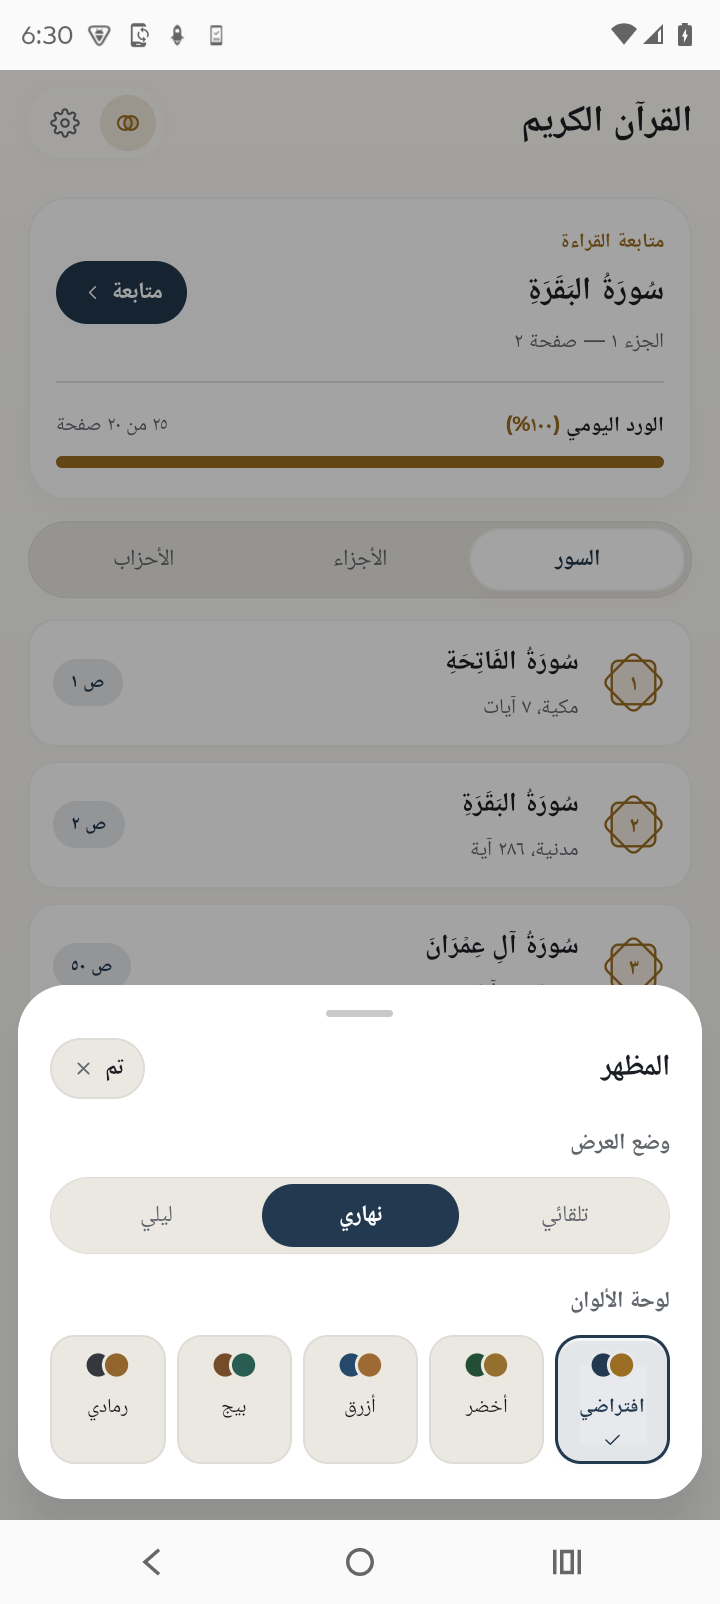 6:30
القرآن الكريم
متابعة القراءة
سُورَةُ البَقَرَةِ
متابعة
الجزء ١ — صفحة ٢
الورد اليومي (١٠٠%)
٢٥ من ٢٠ صفحة
السور
الأجزاء
الأحزاب
١
سُورَةُ الفَاتِحَةِ
مكية، ٧ آيات
ص ١
٢
سُورَةُ البَقَرَةِ
مدنية، ٢٨٦ آية
ص ٢
٣
سُورَةُ آلِ عِمْرَانَ
ص ٥٠
المظهر
تم
وضع العرض
تلقائي
نهاري
ليلي
لوحة الألوان
افتراضي
أخضر
أزرق
بيج
رمادي